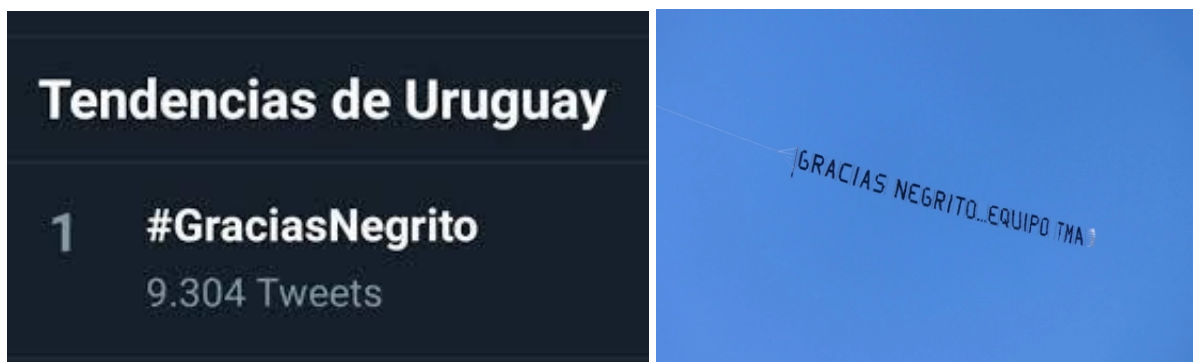 Tendencias de Uruguay
1 #GraciasNegrito
9.304 Tweets
GRACIAS NEGRITO...EQUIPO TMA